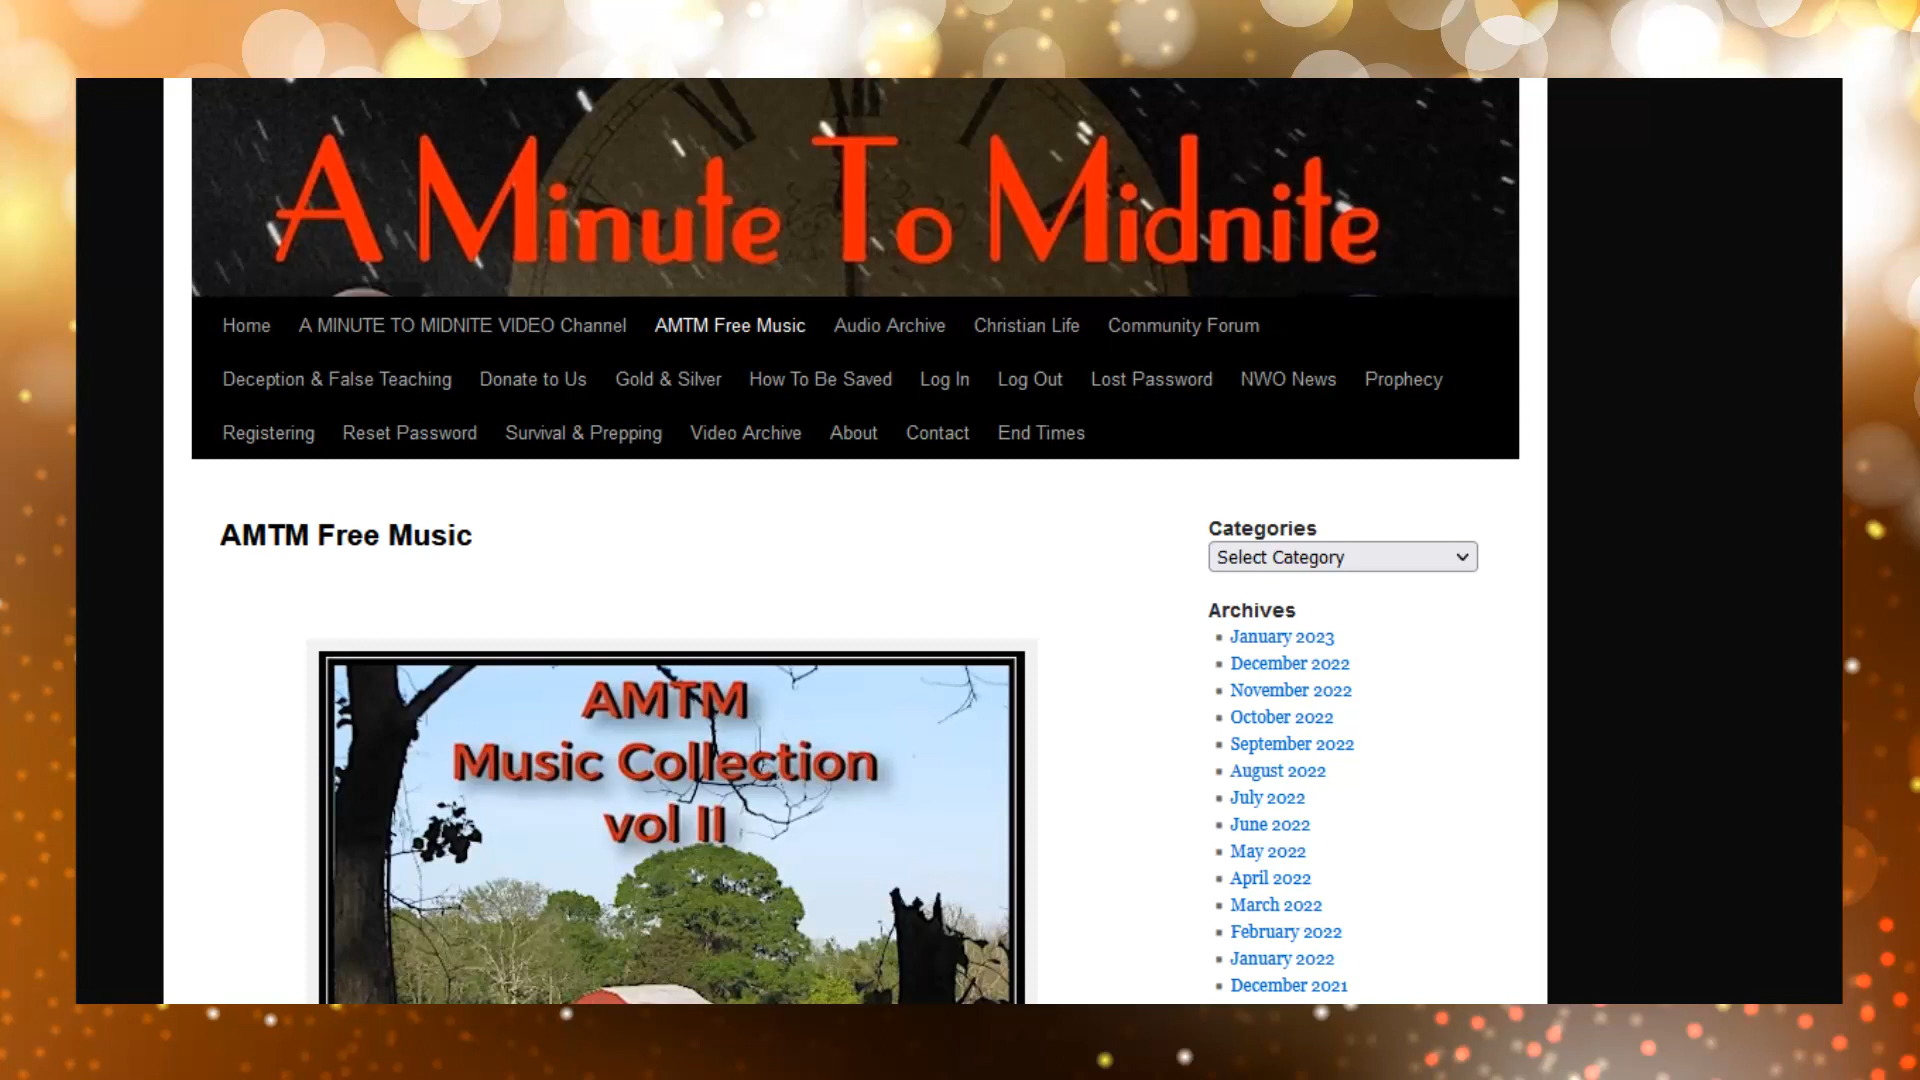 A Minute To Midnite
Home A MINUTE TO MIDNITE VIDEO Channel AMTM Free Music Audio Archive Christian Life Community Forum
Deception & False Teaching Donate to Us Gold & Silver How To Be Saved Log In Log Out Lost Password NWO News Prophecy
Registering Reset Password Survival & Prepping Video Archive About Contact End Times
AMTM Free Music
AMTM
Music Collection
vol II
Categories
Select Category
Archives
January 2023
December 2022
November 2022
October 2022
September 2022
August 2022
July 2022
June 2022
May 2022
April 2022
March 2022
February 2022
January 2022
December 2021